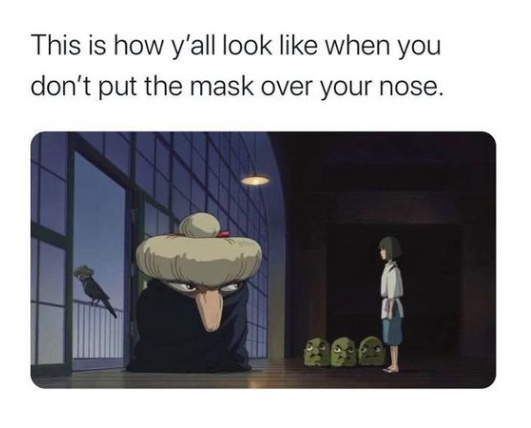 This is how y’all look like when you
don’t put the mask over your nose.